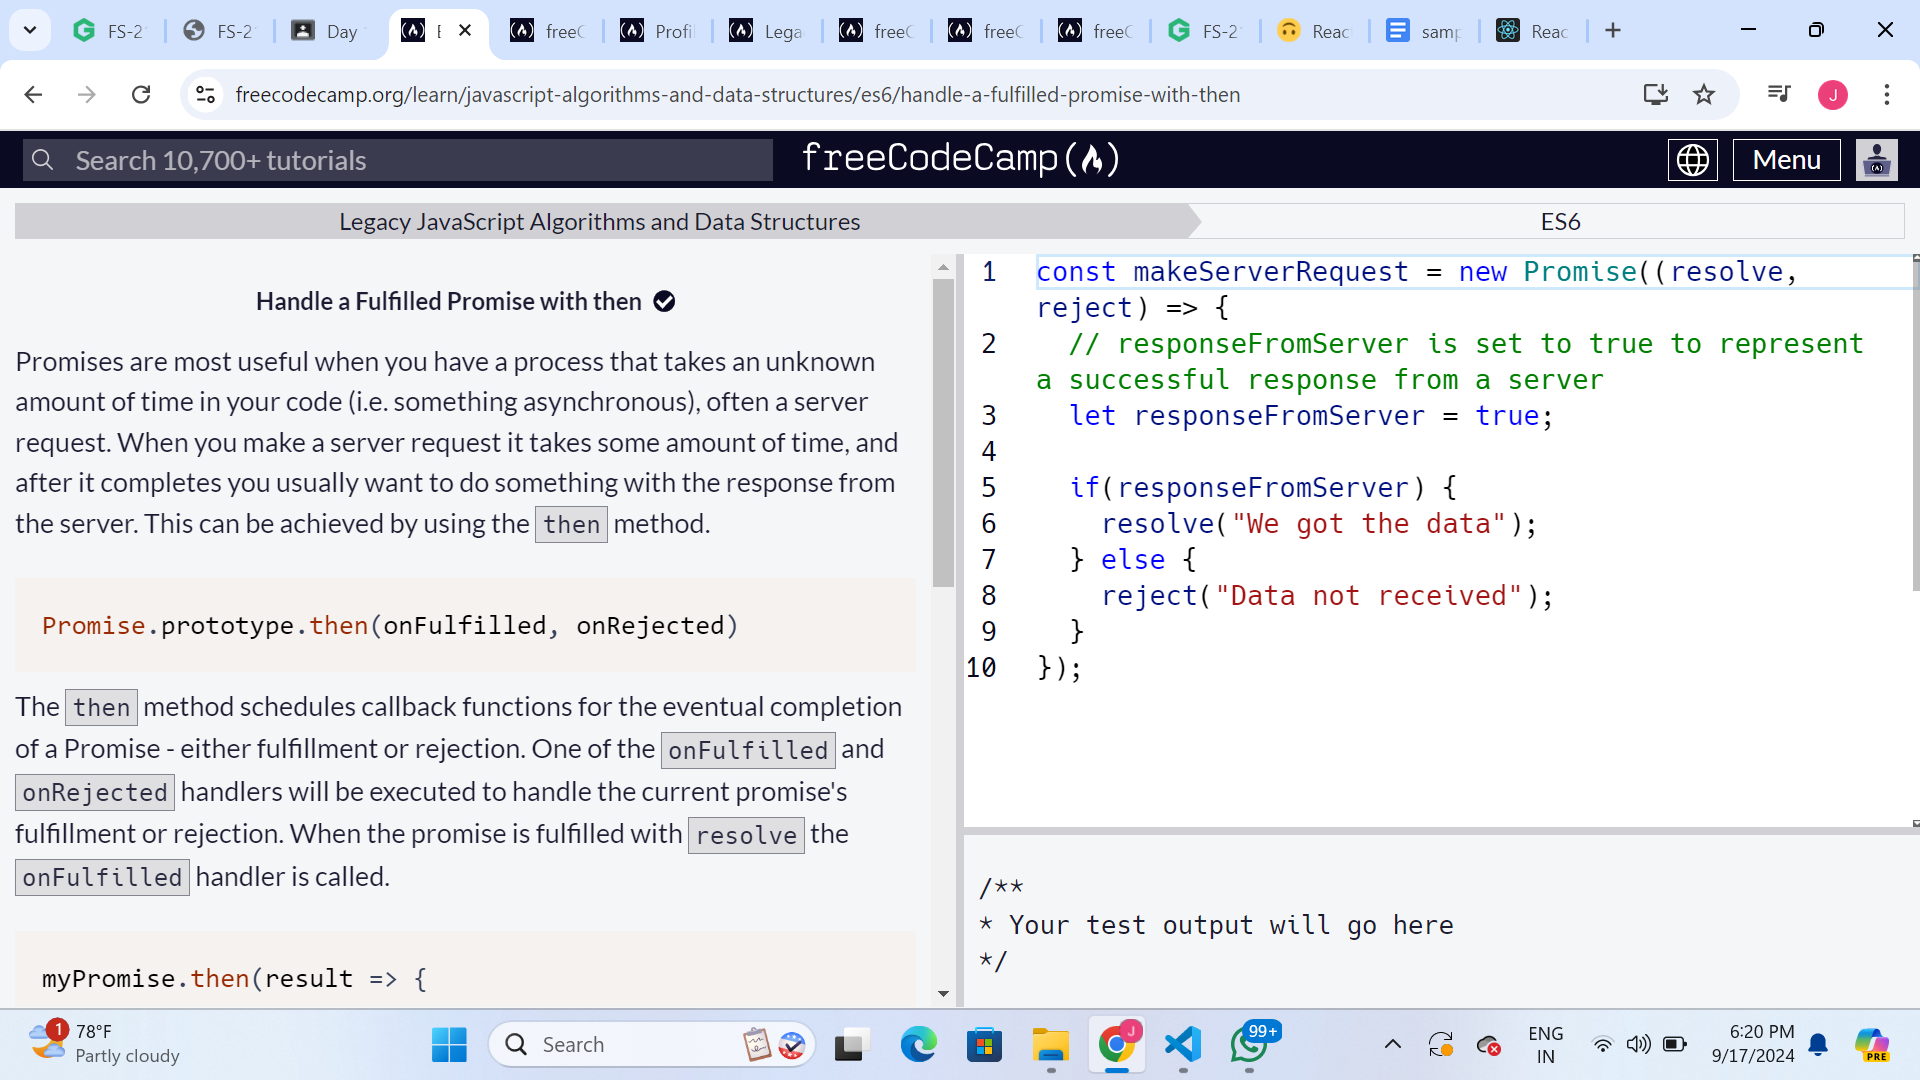 FS-2
FS-2
Day
E
free
Profi
Lega
free
free
free
FS-2
Reac
samp
Reac
freecodecamp.org/learn/javascript-algorithms-and-data-structures/es6/handle-a-fulfilled-promise-with-then
J
Search 10,700+ tutorials
freeCodeCamp(🔥)
Menu
Legacy JavaScript Algorithms and Data Structures
ES6
Handle a Fulfilled Promise with then
Promises are most useful when you have a process that takes an unknown
amount of time in your code (i.e. something asynchronous), often a server
request. When you make a server request it takes some amount of time, and
after it completes you usually want to do something with the response from
the server. This can be achieved by using the then method.
Promise.prototype.then(onFulfilled, onRejected)
The then method schedules callback functions for the eventual completion
of a Promise - either fulfillment or rejection. One of the onFulfilled and
onRejected handlers will be executed to handle the current promise's
fulfillment or rejection. When the promise is fulfilled with resolve the
onFulfilled handler is called.
myPromise.then(result => {
1 const makeServerRequest = new Promise((resolve,
reject) => {
2 // responseFromServer is set to true to represent
a successful response from a server
3 let responseFromServer = true;
4
5 if(responseFromServer) {
6 resolve("We got the data");
7 } else {
8 reject("Data not received");
9 }
10 });
/**
* Your test output will go here
*/
1
78°F
Partly cloudy
Search
J
99+
ENG
IN
6:20 PM
9/17/2024
PRE